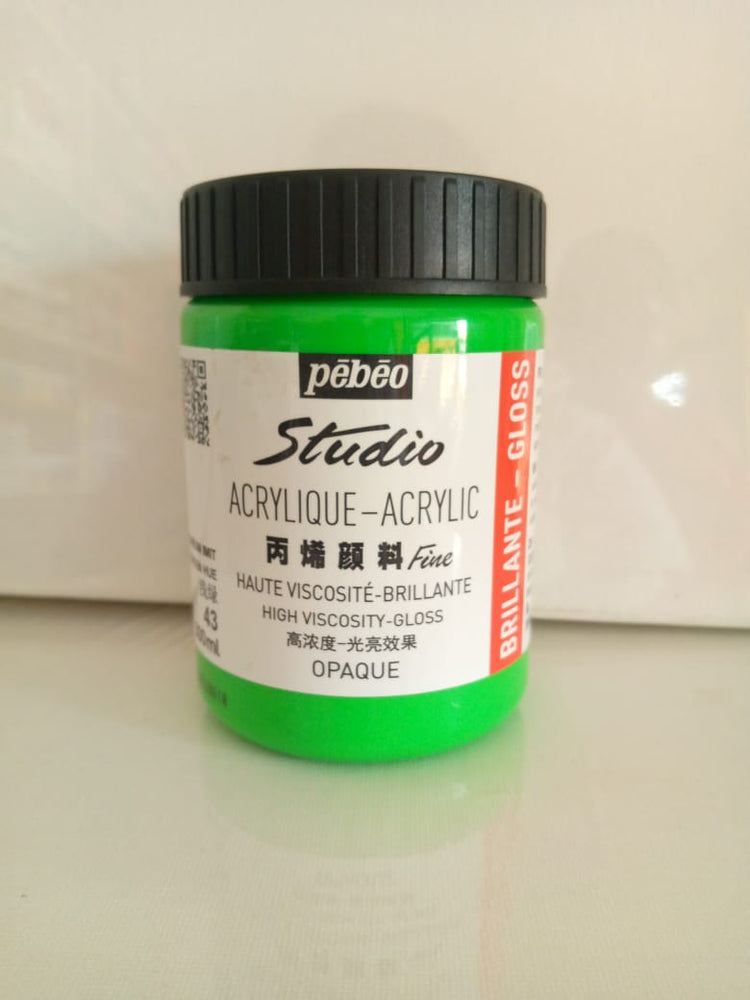 pēbēo
Studio
ACRYLIQUE–ACRYLIC
丙烯颜料 Fine
HAUTE VISCOSITÉ-BRILLANTE
HIGH VISCOSITY-GLOSS
高浓度-光亮效果
OPAQUE
BRILLANTE – GLOSS
HUE
43